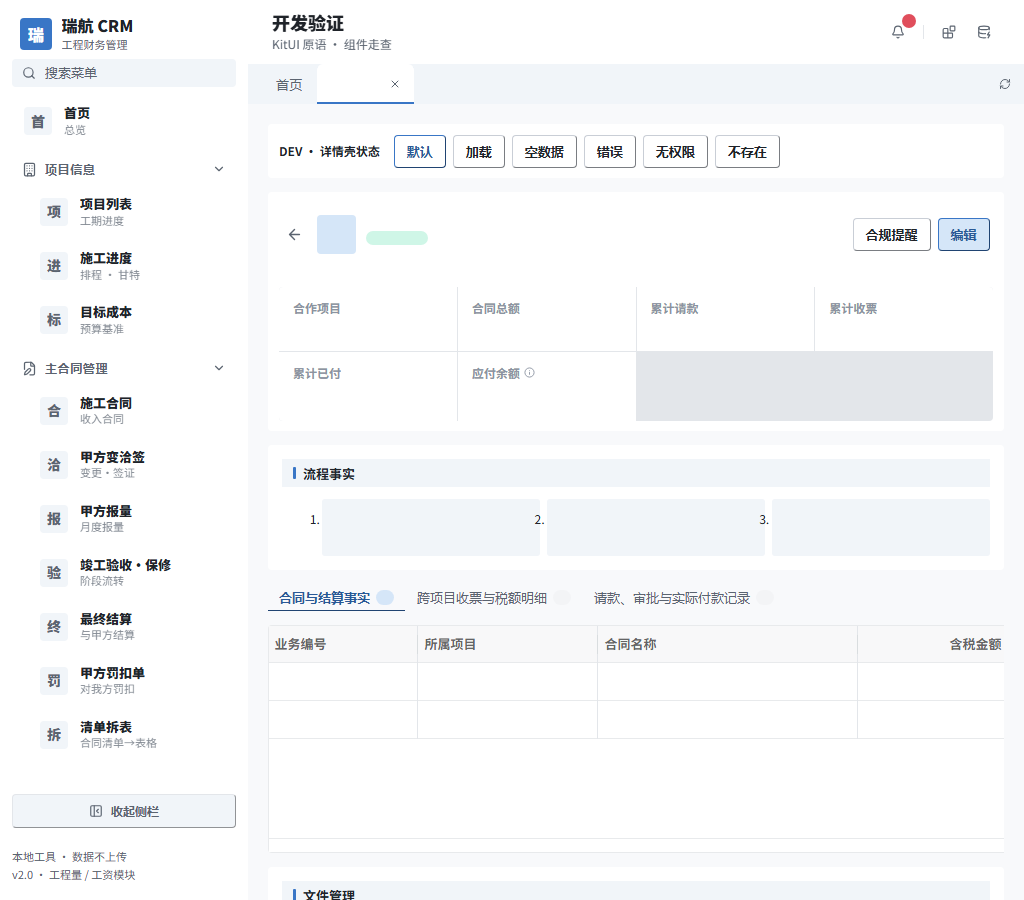 瑞
瑞航 CRM
工程财务管理
搜索菜单
首
首页
总览
项目信息
项
项目列表
工期进度
进
施工进度
排程 · 甘特
标
目标成本
预算基准
主合同管理
合
施工合同
收入合同
洽
甲方变洽签
变更·签证
报
甲方报量
月度报量
验
竣工验收·保修
阶段流转
终
最终结算
与甲方结算
罚
甲方罚扣单
对我方罚扣
拆
清单拆表
合同清单→表格
收起侧栏
本地工具 · 数据不上传
v2.0 · 工程量 / 工资模块
开发验证
KitUI 原语 · 组件走查
首页
DEV · 详情壳状态
默认
加载
空数据
错误
无权限
不存在
合规提醒
编辑
合作项目
合同总额
累计请款
累计收票
累计已付
应付余额
流程事实
1.
2.
3.
合同与结算事实
跨项目收票与税额明细
请款、审批与实际付款记录
业务编号
所属项目
合同名称
含税金额
文件管理